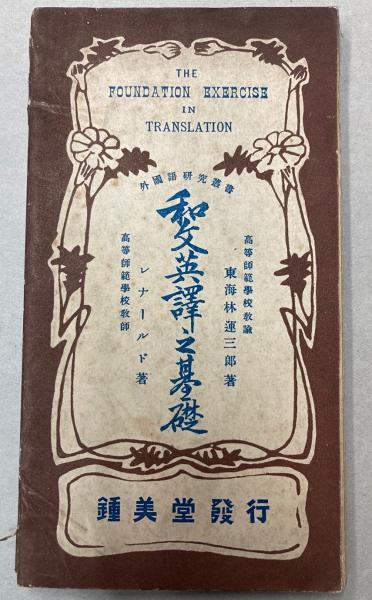 THE
FOUNDATION EXERCISE
IN
TRANSLATION
外國語研究叢書
高等師範學校教諭
東海林運三郎著
和文英譯之基礎
レナールド著
高等師範學校教師
鍾美堂發行